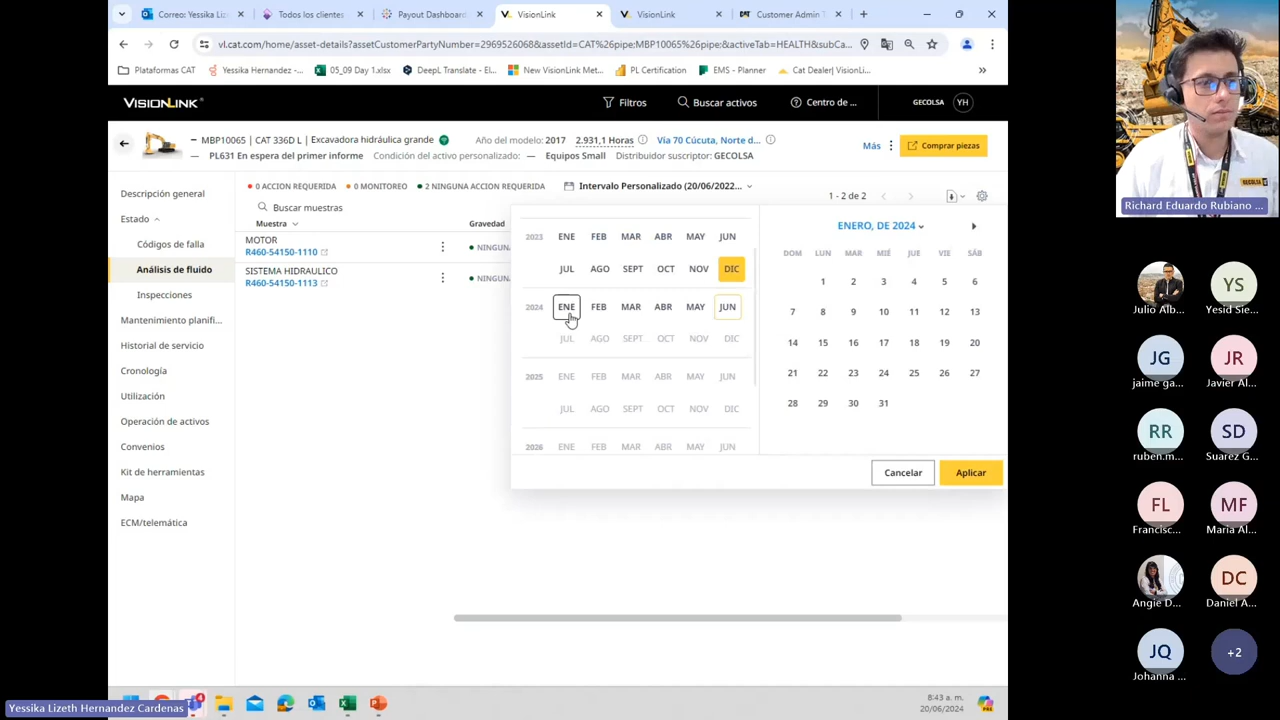 Correo: Yessika Lizeth
Todos los clientes
Payout Dashboard
VisionLink
VisionLink
Customer Admin T
vl.cat.com/home/asset-details?assetCustomerPartyNumber=2969526068&assetId=CAT%26pipe;MBP10065%26pipe;&activeTab=HEALTH&subCa...
Plataformas CAT
Yessika Hernandez -...
05_09 Day 1.xlsx
DeepL Translate - El...
New VisionLink Met...
PL Certification
EMS - Planner
Cat Dealer| VisionLi...
VISIONLINK
Filtros
Buscar activos
Centro de ...
GECOLSA
YH
MBP10065 | CAT 336D L | Excavadora hidráulica grande
Año del modelo: 2017
2.931,1 Horas
Vía 70 Cúcuta, Norte d...
Más
Comprar piezas
PL631 En espera del primer informe
Condición del activo personalizado: —
Equipos Small
Distribuidor suscriptor: GECOLSA
Descripción general
Estado
Códigos de falla
Análisis de fluido
Inspecciones
Mantenimiento planifi...
Historial de servicio
Cronología
Utilización
Operación de activos
Convenios
Kit de herramientas
Mapa
ECM/telemática
0 ACCION REQUERIDA
0 MONITOREO
2 NINGUNA ACCION REQUERIDA
Intervalo Personalizado (20/06/2022...
1 - 2 de 2
Buscar muestras
Muestra
Gravedad
MOTOR
R460-54150-1110
NINGUN
SISTEMA HIDRAULICO
R460-54150-1113
NINGUN
2023 ENE FEB MAR ABR MAY JUN
JUL AGO SEPT OCT NOV DIC
2024 ENE FEB MAR ABR MAY JUN
JUL AGO SEPT OCT NOV DIC
2025 ENE FEB MAR ABR MAY JUN
JUL AGO SEPT OCT NOV DIC
2026 ENE FEB MAR ABR MAY JUN
ENERO, DE 2024
DOM LUN MAR MIÉ JUE VIE SÁB
1 2 3 4 5 6
7 8 9 10 11 12 13
14 15 16 17 18 19 20
21 22 23 24 25 26 27
28 29 30 31
Cancelar
Aplicar
4
8:43 a. m.
20/06/2024
Yessika Lizeth Hernandez Cardenas
GECOLSA
Richard Eduardo Rubiano ...
Julio Alb...
YS
Yesid Sie...
JG
jaime ga...
JR
Javier Al...
RR
ruben.m...
SD
Suarez G...
FL
Francisc...
MF
Maria Al...
Angie D...
DC
Daniel A...
JQ
Johanna ...
+2